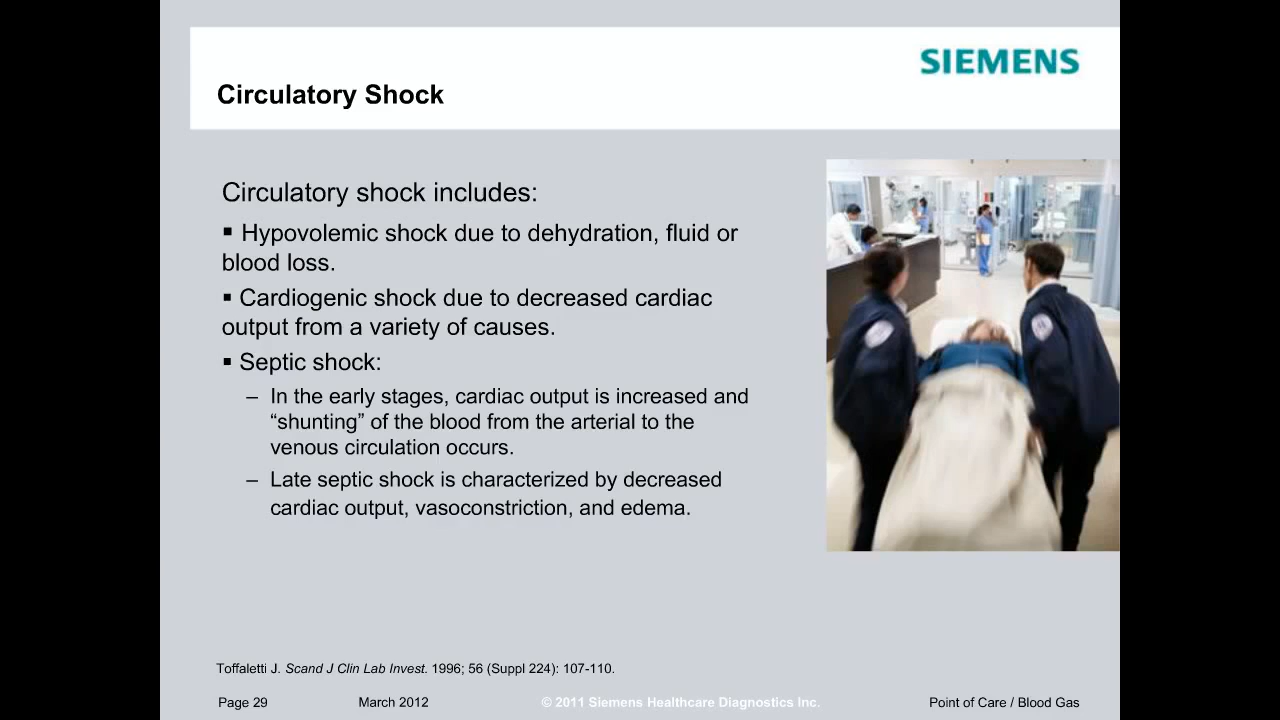 SIEMENS
Circulatory Shock
Circulatory shock includes:
▪ Hypovolemic shock due to dehydration, fluid or
blood loss.
▪ Cardiogenic shock due to decreased cardiac
output from a variety of causes.
▪ Septic shock:
– In the early stages, cardiac output is increased and
“shunting” of the blood from the arterial to the
venous circulation occurs.
– Late septic shock is characterized by decreased
cardiac output, vasoconstriction, and edema.
Toffaletti J. Scand J Clin Lab Invest. 1996; 56 (Suppl 224): 107-110.
Page 29 March 2012 © 2011 Siemens Healthcare Diagnostics Inc. Point of Care / Blood Gas